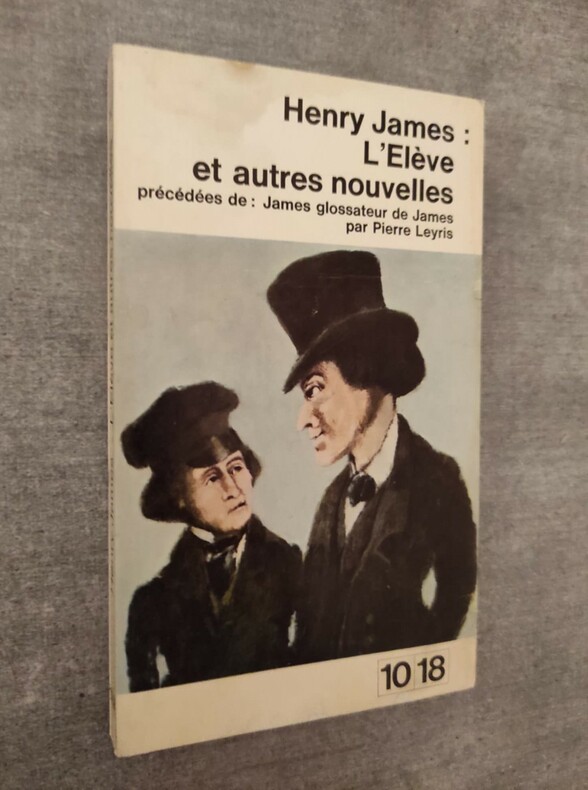 Henry James :
L'Elève
et autres nouvelles
précédées de : James glossateur de James
par Pierre Leyris
10 18